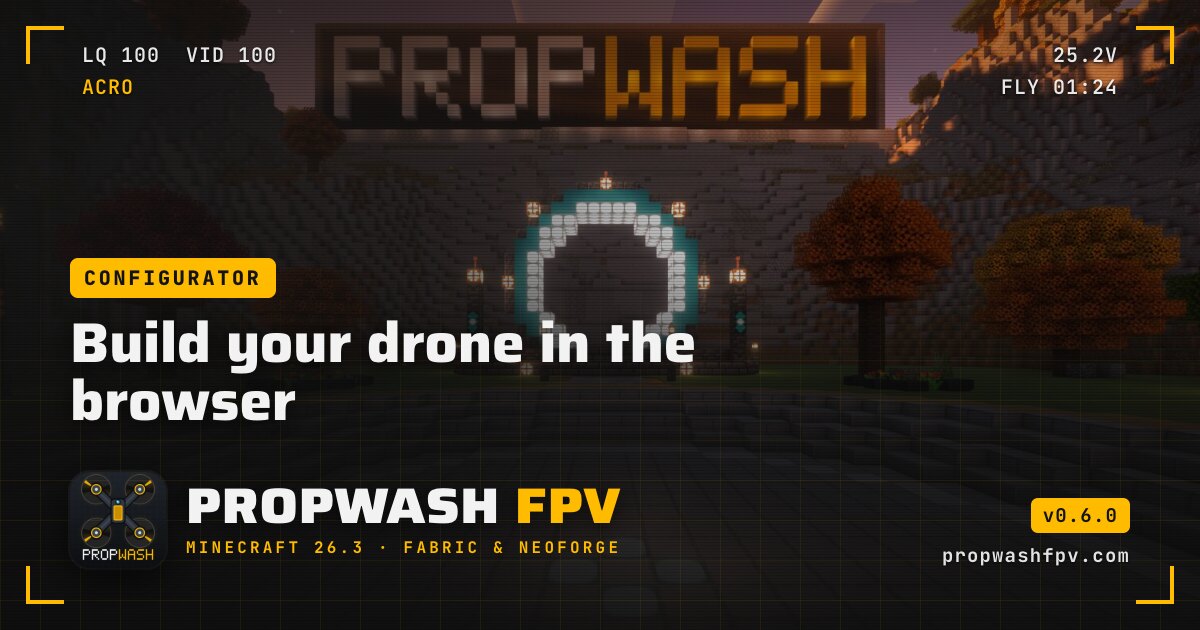 PROPWASH
LQ 100 VID 100
25.2V
ACRO
FLY 01:24
CONFIGURATOR
Build your drone in the
browser
PROPWASH
PROPWASH FPV
MINECRAFT 26.3 · FABRIC & NEOFORGE
v0.6.0
propwashfpv.com